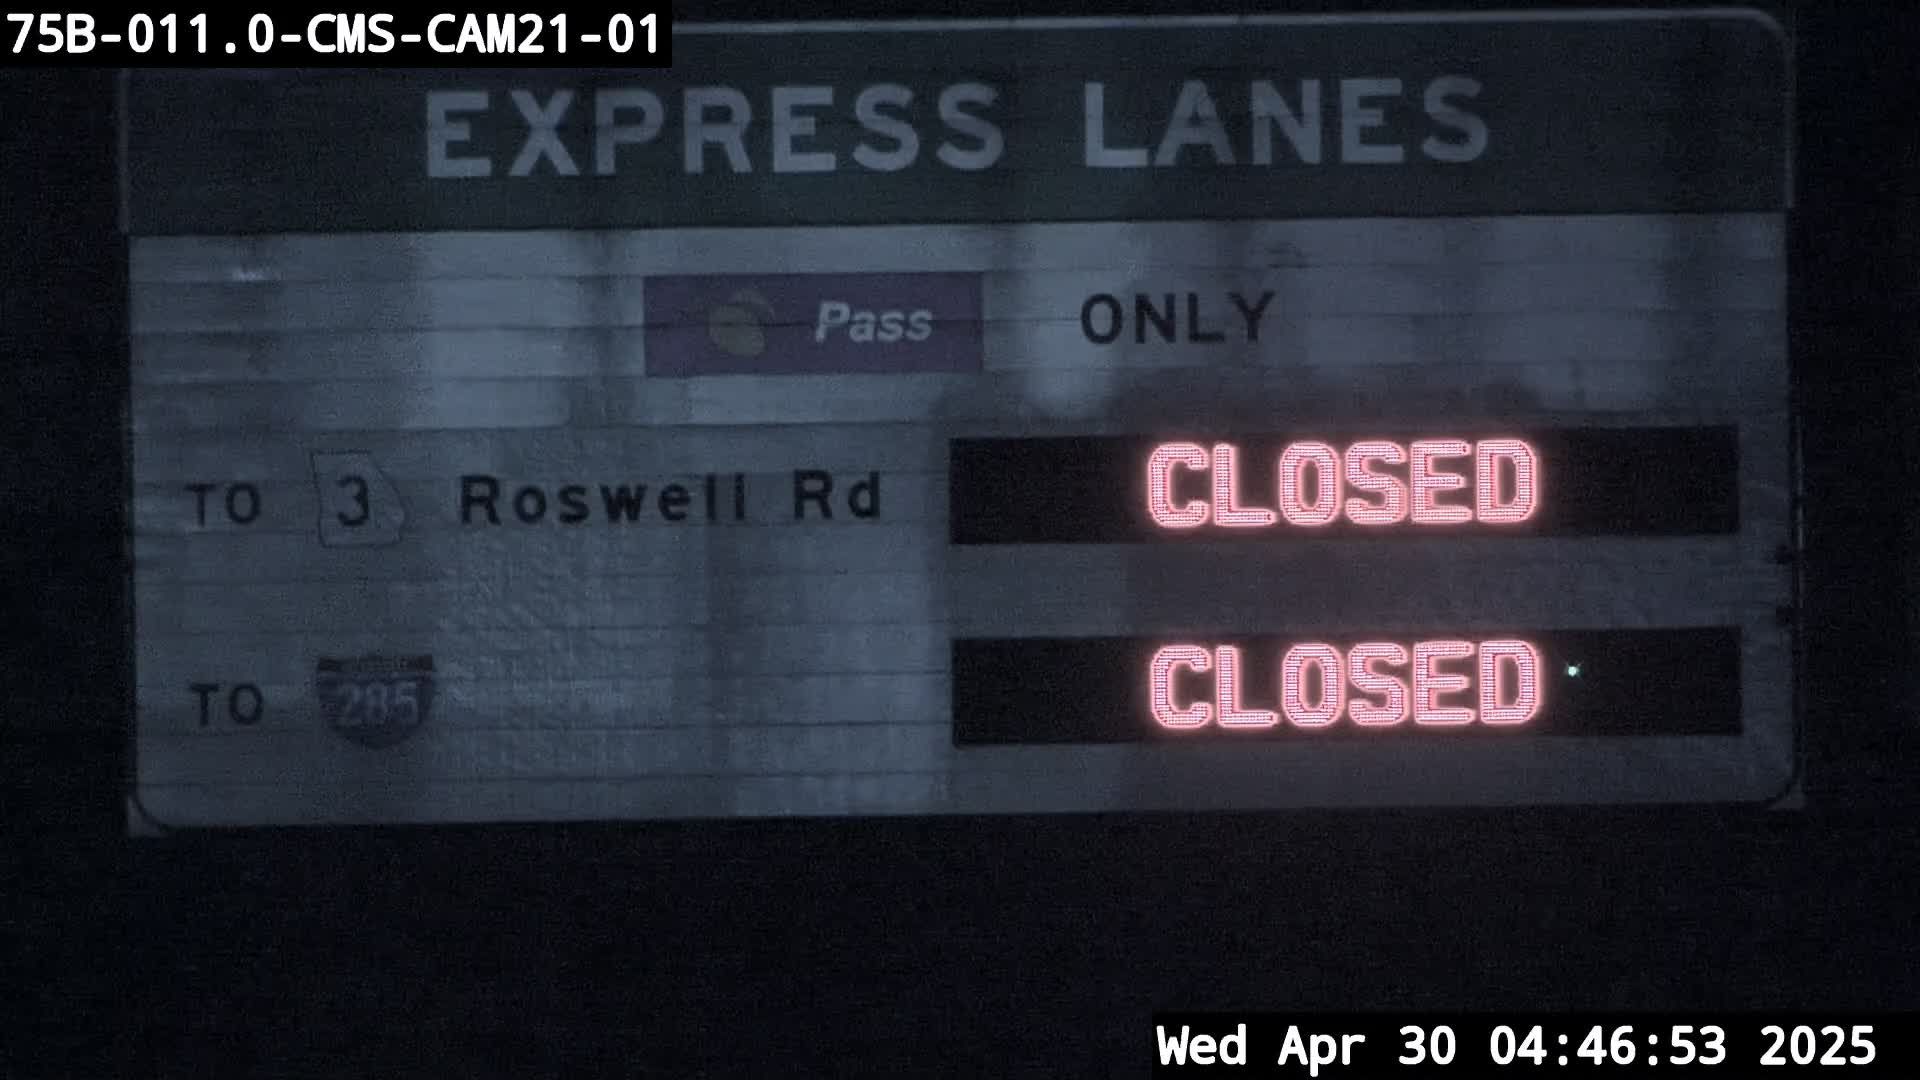 75B-011.0-CMS-CAM21-01
EXPRESS LANES
Pass ONLY
TO 3 Roswell Rd CLOSED
TO 285 CLOSED
Wed Apr 30 04:46:53 2025